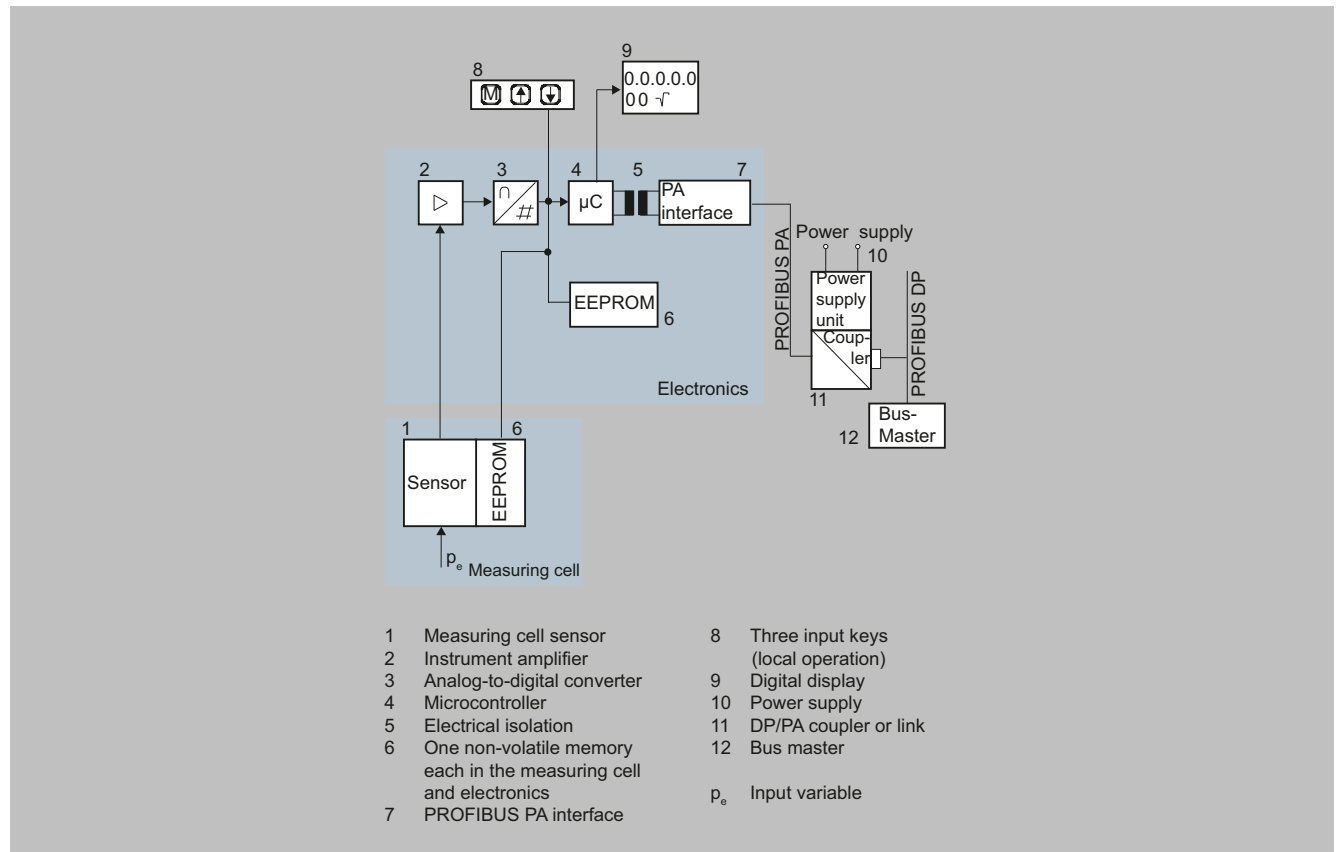 9
8
0.0.0.0.0
00 √
M
2
3
4
5
7
∩
#
µC
PA
interface
PROFIBUS PA
Power supply
10
Power
supply
unit
Coup-
ler
PROFIBUS DP
EEPROM
6
Electronics
11
12
Bus-
Master
1
6
Sensor
EEPROM
pe
Measuring cell
1 Measuring cell sensor
2 Instrument amplifier
3 Analog-to-digital converter
4 Microcontroller
5 Electrical isolation
6 One non-volatile memory
each in the measuring cell
and electronics
7 PROFIBUS PA interface
8 Three input keys
(local operation)
9 Digital display
10 Power supply
11 DP/PA coupler or link
12 Bus master
pe Input variable